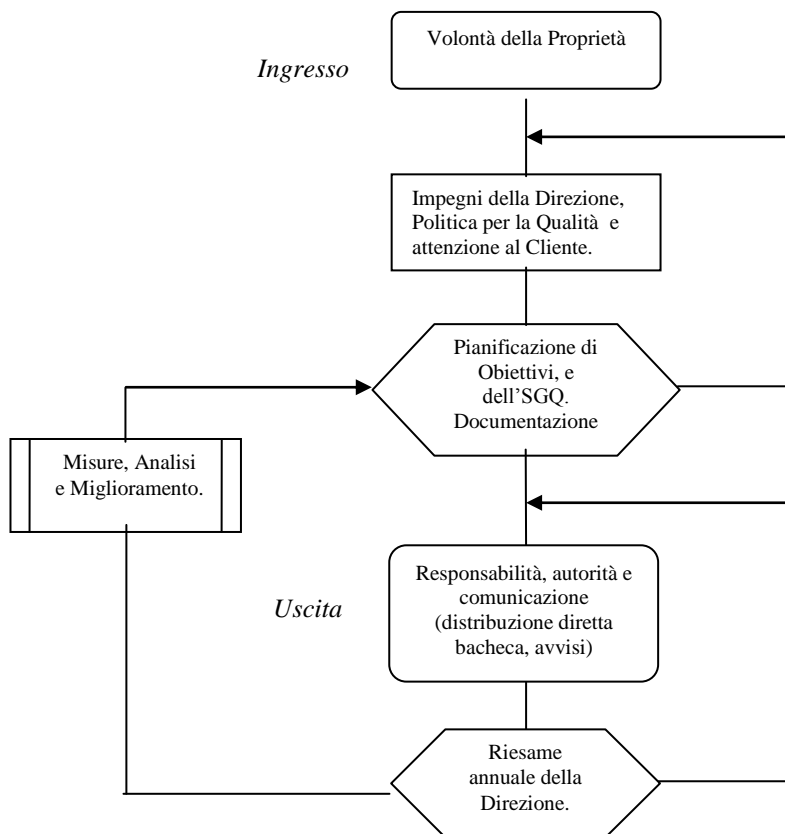 Volontà della Proprietà
Ingresso
Impegni della Direzione,
Politica per la Qualità e
attenzione al Cliente.
Pianificazione di
Obiettivi, e
dell’SGQ.
Documentazione
Misure, Analisi
e Miglioramento.
Responsabilità, autorità e
comunicazione
(distribuzione diretta
bacheca, avvisi)
Uscita
Riesame
annuale della
Direzione.